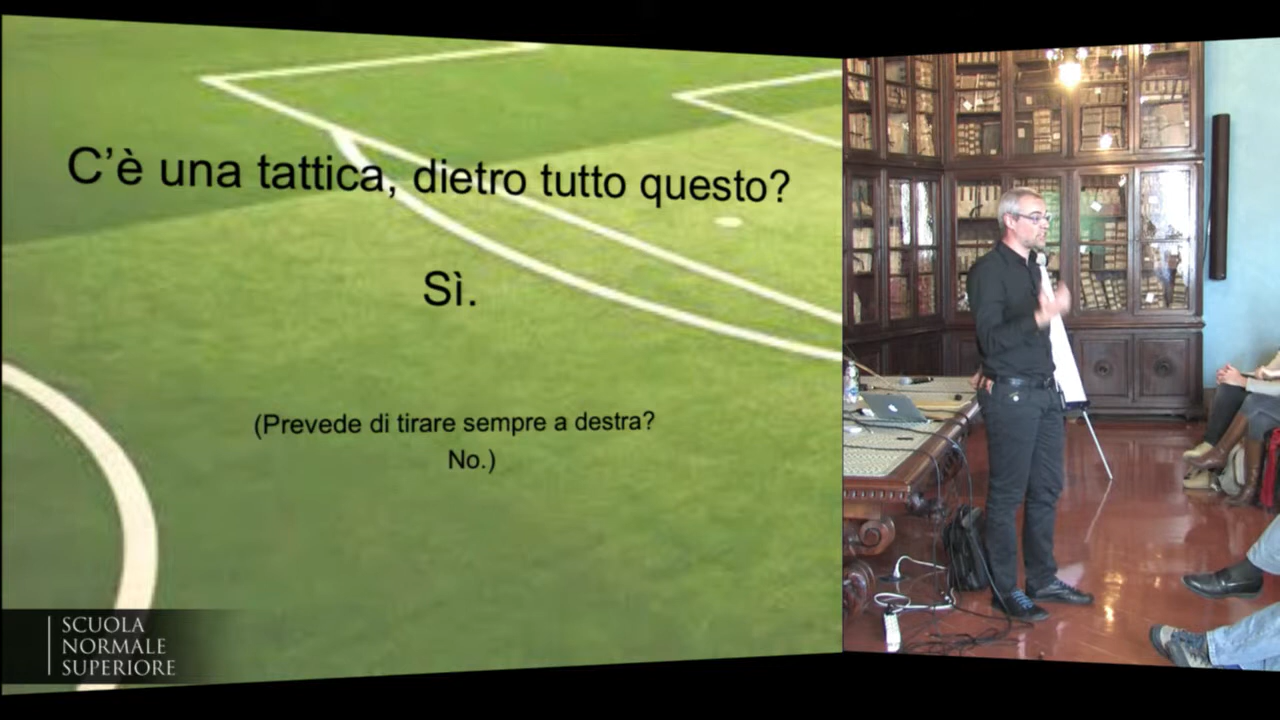 C’è una tattica, dietro tutto questo?
Sì.
(Prevede di tirare sempre a destra?
No.)
SCUOLA
NORMALE
SUPERIORE